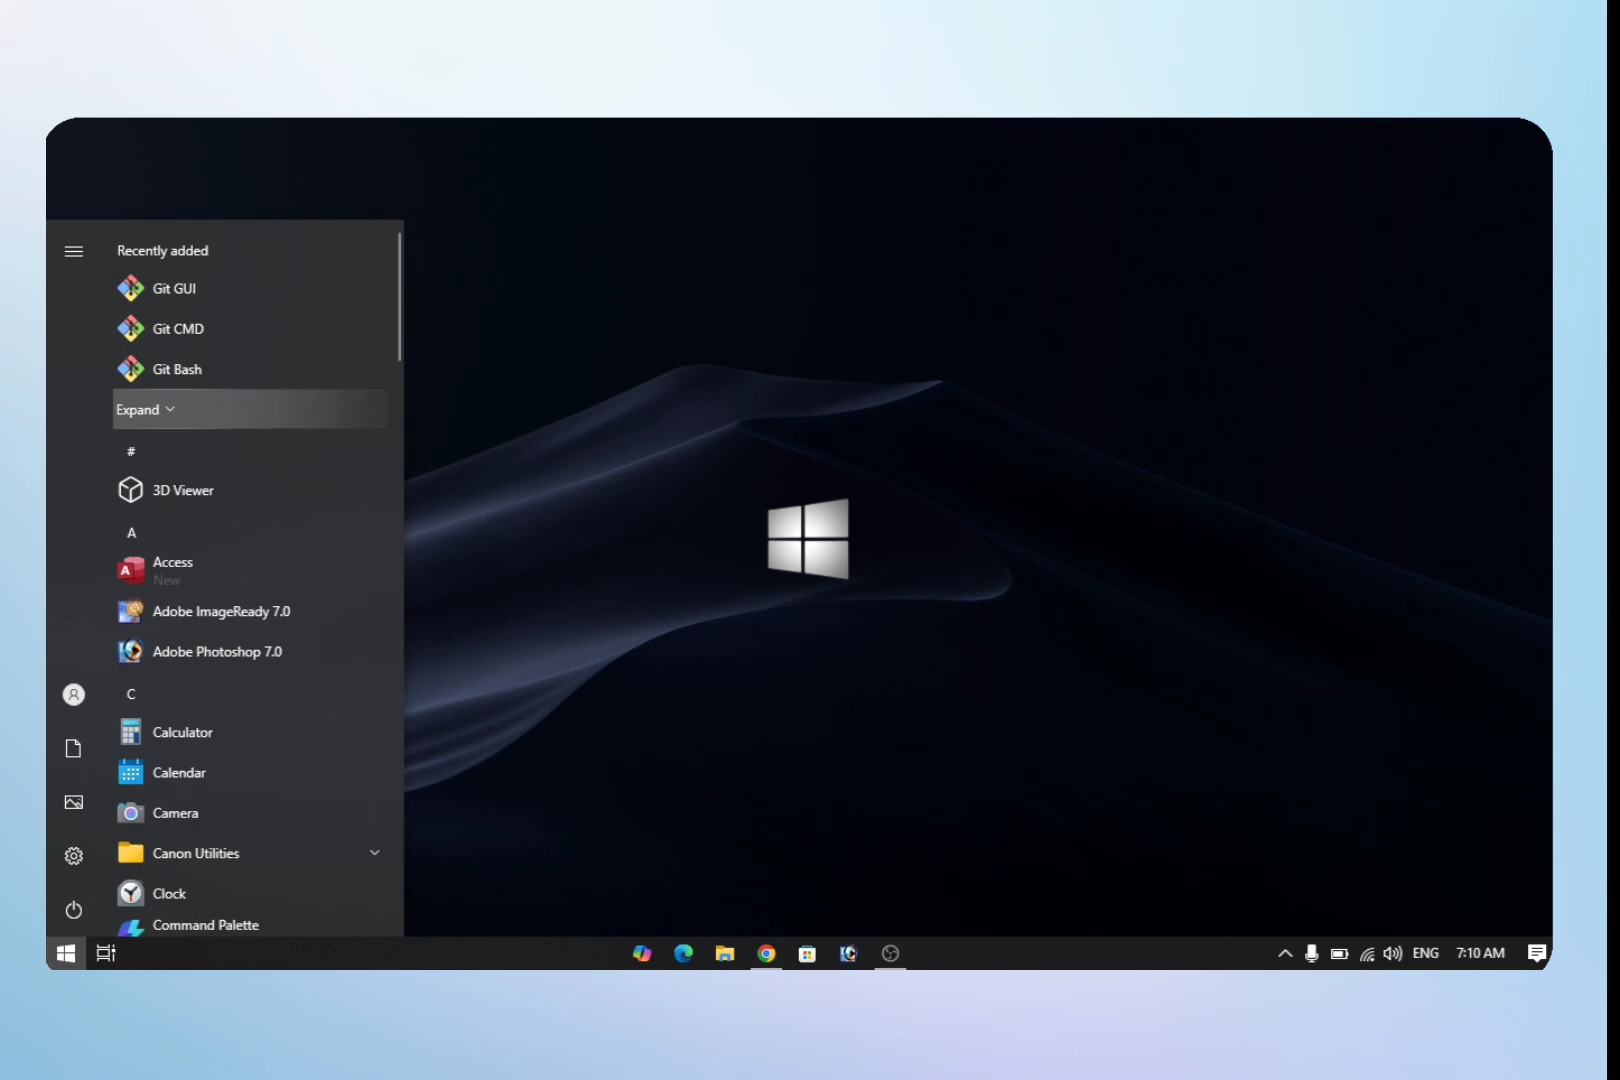 Recently added
Git GUI
Git CMD
Git Bash
Expand
#
3D Viewer
A
Access
New
Adobe ImageReady 7.0
Adobe Photoshop 7.0
C
Calculator
Calendar
Camera
Canon Utilities
Clock
Command Palette
ENG
7:10 AM